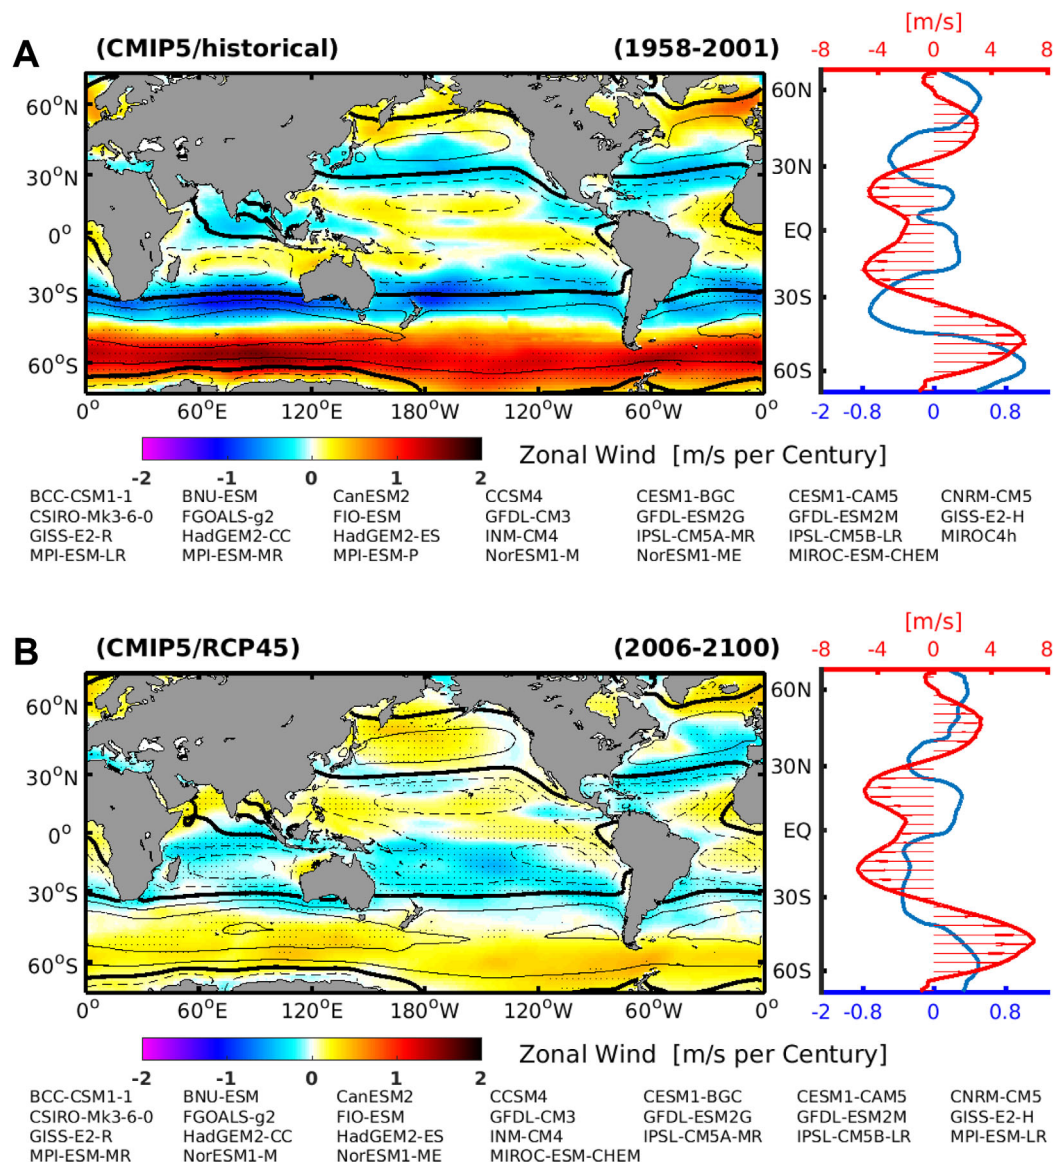 [m/s]
A (CMIP5/historical) (1958-2001) -8 -4 0 4 8
60°N 60N
30°N 30N
0° EQ
30°S 30S
60°S 60S
0° 60°E 120°E 180°W 120°W 60°W 0° -2 -0.8 0 0.8
-2 -1 0 1 2 Zonal Wind [m/s per Century]
BCC-CSM1-1 BNU-ESM CanESM2 CCSM4 CESM1-BGC CESM1-CAM5 CNRM-CM5
CSIRO-Mk3-6-0 FGOALS-g2 FIO-ESM GFDL-CM3 GFDL-ESM2G GFDL-ESM2M GISS-E2-H
GISS-E2-R HadGEM2-CC HadGEM2-ES INM-CM4 IPSL-CM5A-MR IPSL-CM5B-LR MIROC4h
MPI-ESM-LR MPI-ESM-MR MPI-ESM-P NorESM1-M NorESM1-ME MIROC-ESM-CHEM
[m/s]
B (CMIP5/RCP45) (2006-2100) -8 -4 0 4 8
60°N 60N
30°N 30N
0° EQ
30°S 30S
60°S 60S
0° 60°E 120°E 180°W 120°W 60°W 0° -2 -0.8 0 0.8
-2 -1 0 1 2 Zonal Wind [m/s per Century]
BCC-CSM1-1 BNU-ESM CanESM2 CCSM4 CESM1-BGC CESM1-CAM5 CNRM-CM5
CSIRO-Mk3-6-0 FGOALS-g2 FIO-ESM GFDL-CM3 GFDL-ESM2G GFDL-ESM2M GISS-E2-H
GISS-E2-R HadGEM2-CC HadGEM2-ES INM-CM4 IPSL-CM5A-MR IPSL-CM5B-LR MPI-ESM-LR
MPI-ESM-MR NorESM1-M NorESM1-ME MIROC-ESM-CHEM